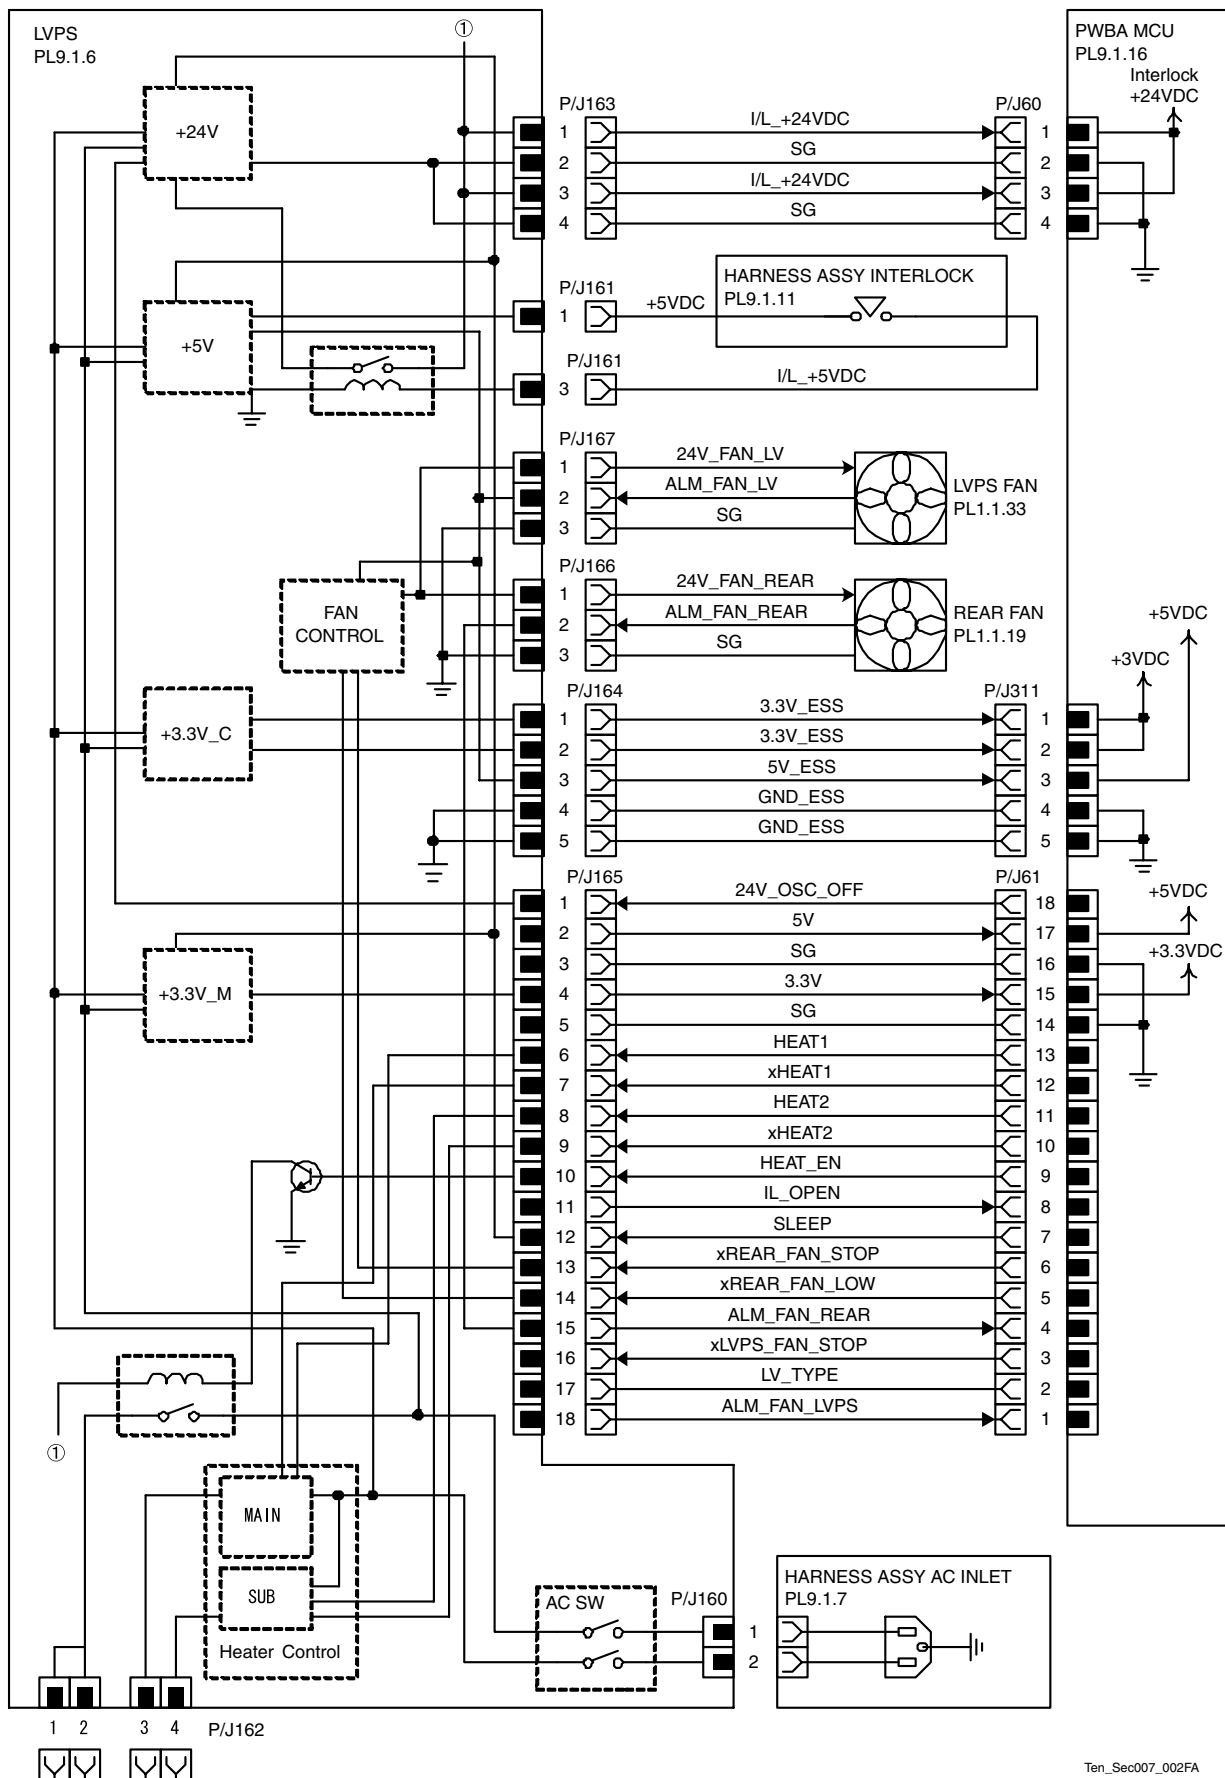 LVPS
PL9.1.6
①
PWBA MCU
PL9.1.16
Interlock
+24VDC
+24V
P/J163
P/J60
1 I/L_+24VDC 1
2 SG 2
3 I/L_+24VDC 3
4 SG 4
HARNESS ASSY INTERLOCK
PL9.1.11
P/J161
1 +5VDC
+5V
P/J161
3 I/L_+5VDC
P/J167
1 24V_FAN_LV
2 ALM_FAN_LV
3 SG
LVPS FAN
PL1.1.33
P/J166
1 24V_FAN_REAR
2 ALM_FAN_REAR
3 SG
REAR FAN
PL1.1.19
FAN
CONTROL
+5VDC
+3VDC
P/J164
P/J311
+3.3V_C
1 3.3V_ESS 1
2 3.3V_ESS 2
3 5V_ESS 3
4 GND_ESS 4
5 GND_ESS 5
P/J165
P/J61
+5VDC
+3.3VDC
+3.3V_M
1 24V_OSC_OFF 18
2 5V 17
3 SG 16
4 3.3V 15
5 SG 14
6 HEAT1 13
7 xHEAT1 12
8 HEAT2 11
9 xHEAT2 10
10 HEAT_EN 9
11 IL_OPEN 8
12 SLEEP 7
13 xREAR_FAN_STOP 6
14 xREAR_FAN_LOW 5
15 ALM_FAN_REAR 4
16 xLVPS_FAN_STOP 3
17 LV_TYPE 2
18 ALM_FAN_LVPS 1
①
MAIN
SUB
Heater Control
AC SW
P/J160
1
2
HARNESS ASSY AC INLET
PL9.1.7
1 2 3 4 P/J162
Ten_Sec007_002FA